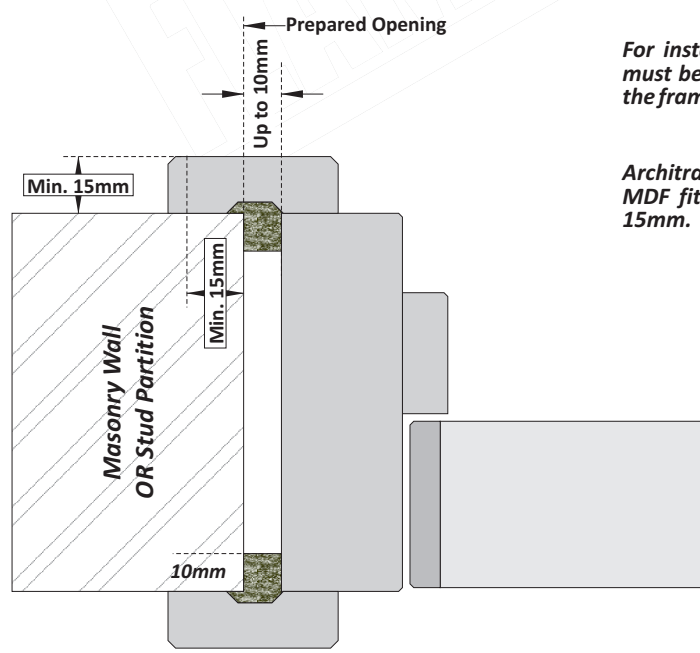 Prepared Opening
Up to 10mm
For inst
must be
the fram
Min. 15mm
Archit
MDF fit
15mm.
Min. 15mm
Masonry Wall
OR Stud Partition
10mm